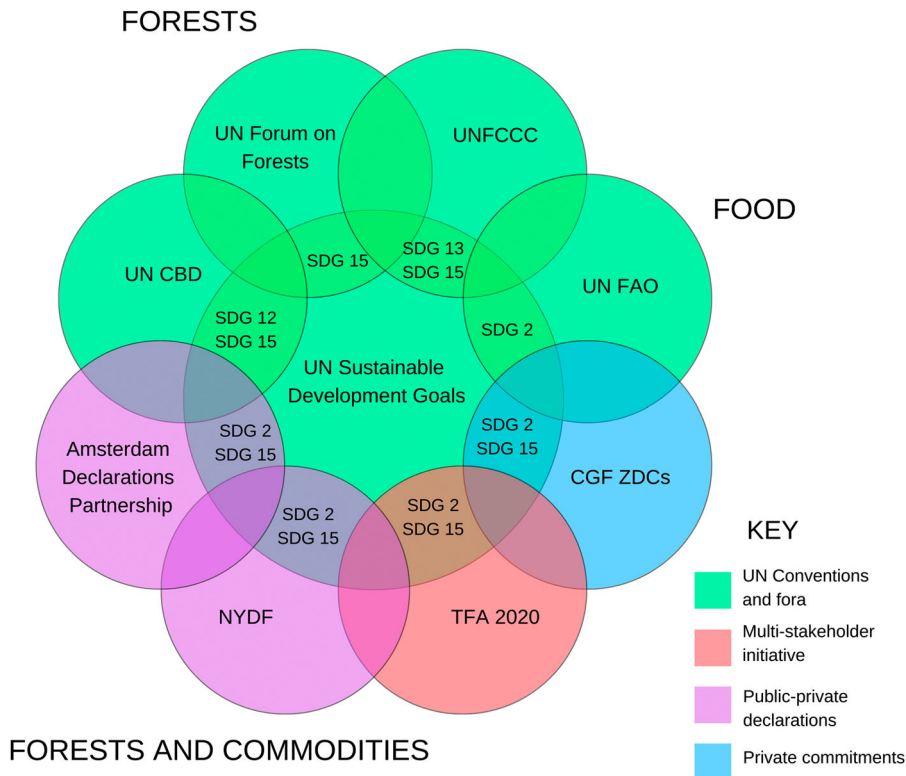 FORESTS
UN Forum on
Forests
UNFCCC
FOOD
UN CBD
SDG 15
SDG 13
SDG 15
UN FAO
SDG 12
SDG 15
SDG 2
UN Sustainable
Development Goals
Amsterdam
Declarations
Partnership
SDG 2
SDG 15
SDG 2
SDG 15
CGF ZDCs
SDG 2
SDG 15
SDG 2
SDG 15
NYDF
TFA 2020
FORESTS AND COMMODITIES
KEY
UN Conventions
and fora
Multi-stakeholder
initiative
Public-private
declarations
Private commitments